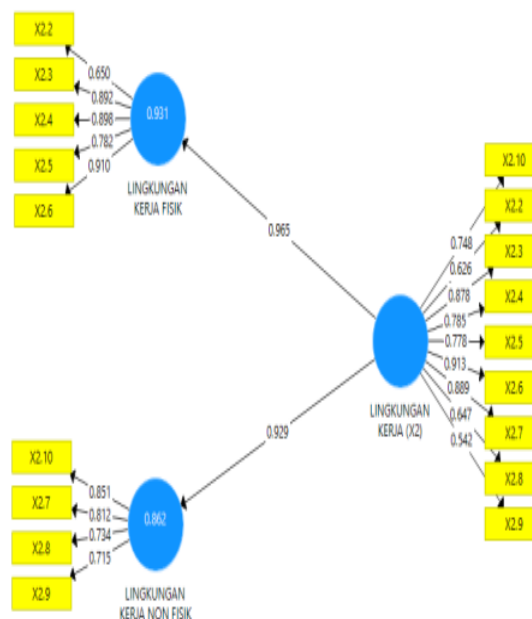 X2.2
X2.3
X2.4
X2.5
X2.6
0.650
0.892
0.898
0.782
0.910
0.931
LINGKUNGAN
KERJA FISIK
0.965
X2.10
X2.2
X2.3
X2.4
X2.5
X2.6
X2.7
X2.8
X2.9
0.748
0.626
0.878
0.785
0.778
0.913
0.889
0.647
0.542
LINGKUNGAN
KERJA (X2)
0.929
X2.10
X2.7
X2.8
X2.9
0.851
0.812
0.734
0.715
0.862
LINGKUNGAN
KERJA NON FISIK